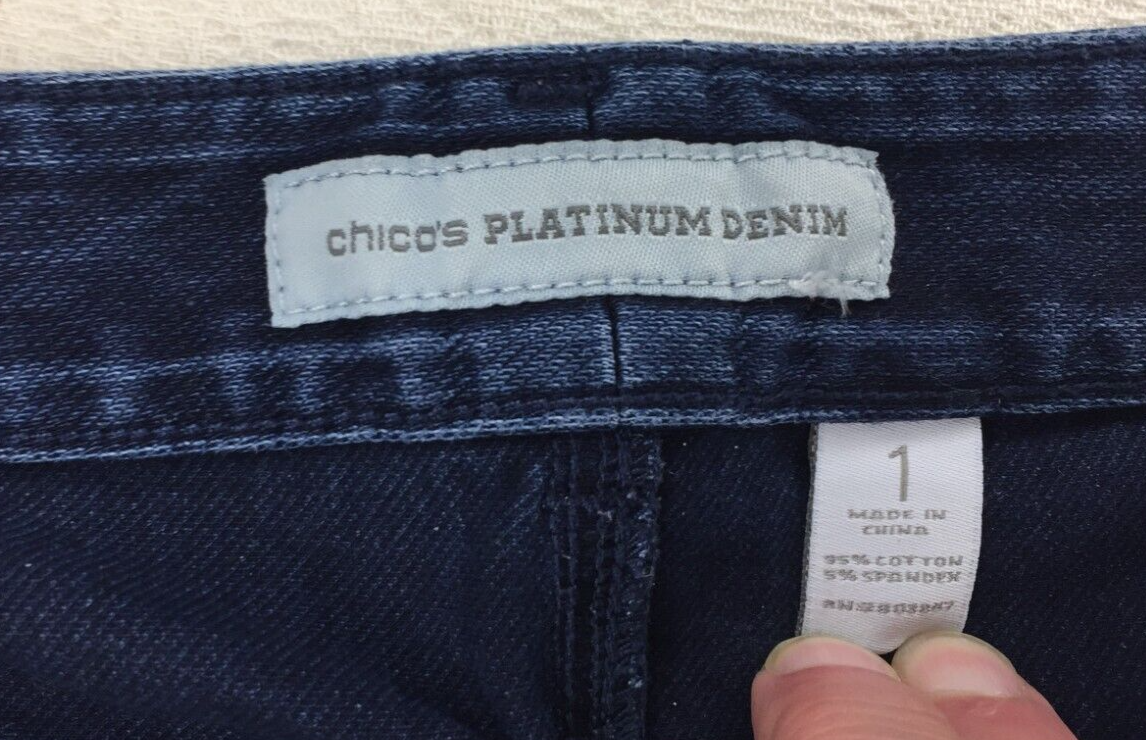 chico's PLATINUM DENIM
1
MADE IN
CHINA
95% COTTON
5% SPANDEX